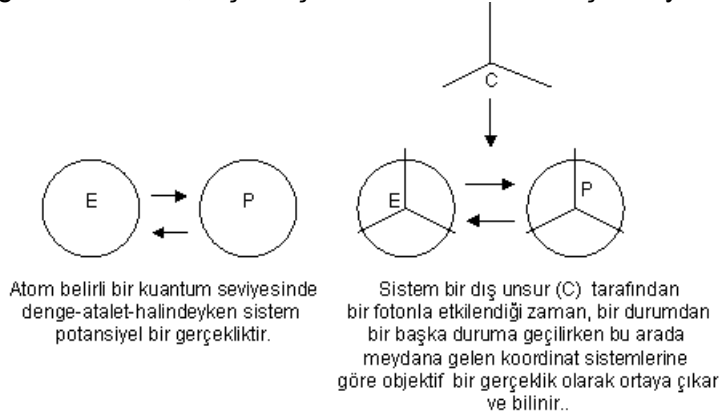 C
E
P
E
P
Atom belirli bir kuantum seviyesinde
denge-atalet-halindeyken sistem
potansiyel bir gerçekliktir.
Sistem bir dış unsur (C) tarafından
bir fotonla etkilendiği zaman, bir durumdan
bir başka duruma geçilirken bu arada
meydana gelen koordinat sistemlerine
göre objektif bir gerçeklik olarak ortaya çıkar
ve bilinir..